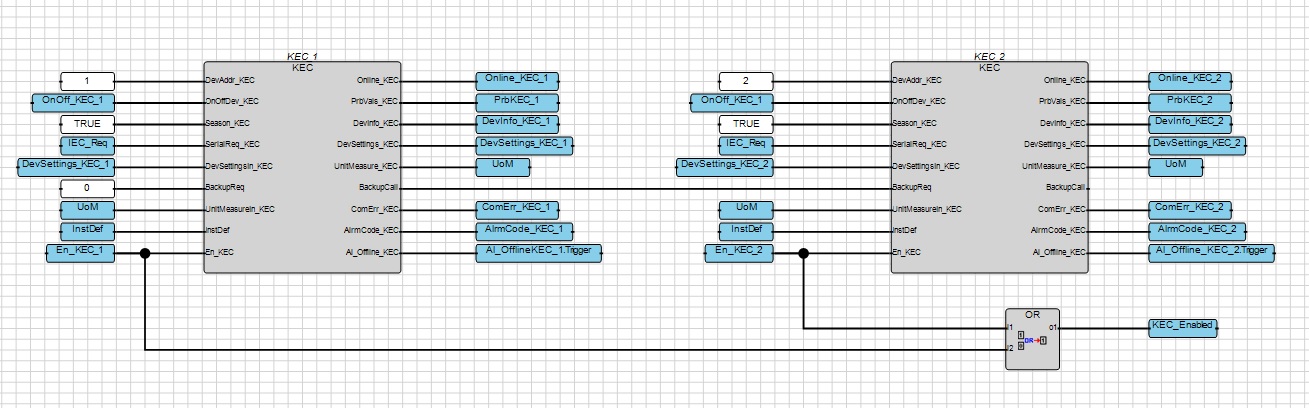 KEC 1
KEC
1 DevAddr_KEC Online_KEC Online_KEC_1
OnOff_KEC_1 OnOffDev_KEC PrbVals_KEC PrbKEC_1
TRUE Season_KEC DevInfo_KEC DevInfo_KEC_1
IEC_Req SerialReq_KEC DevSettings_KEC DevSettings_KEC_1
DevSettings_KEC_1 DevSettingsIn_KEC UnitMeasure_KEC UoM
0 BackupReq BackupCall
UoM UnitMeasureIn_KEC ComErr_KEC ComErr_KEC_1
InstDef InstDef AlrmCode_KEC AlrmCode_KEC_1
En_KEC_1 En_KEC Al_Offline_KEC Al_OfflineKEC_1.Trigger
KEC 2
KEC
2 DevAddr_KEC Online_KEC Online_KEC_2
OnOff_KEC_1 OnOffDev_KEC PrbVals_KEC PrbKEC_2
TRUE Season_KEC DevInfo_KEC DevInfo_KEC_2
IEC_Req SerialReq_KEC DevSettings_KEC DevSettings_KEC_2
DevSettings_KEC_2 DevSettingsIn_KEC UnitMeasure_KEC UoM
BackupReq BackupCall
UoM UnitMeasureIn_KEC ComErr_KEC ComErr_KEC_2
InstDef InstDef AlrmCode_KEC AlrmCode_KEC_2
En_KEC_2 En_KEC Al_Offline_KEC Al_Offline_KEC_2.Trigger
OR
i1 o1 KEC_Enabled
i2 OR